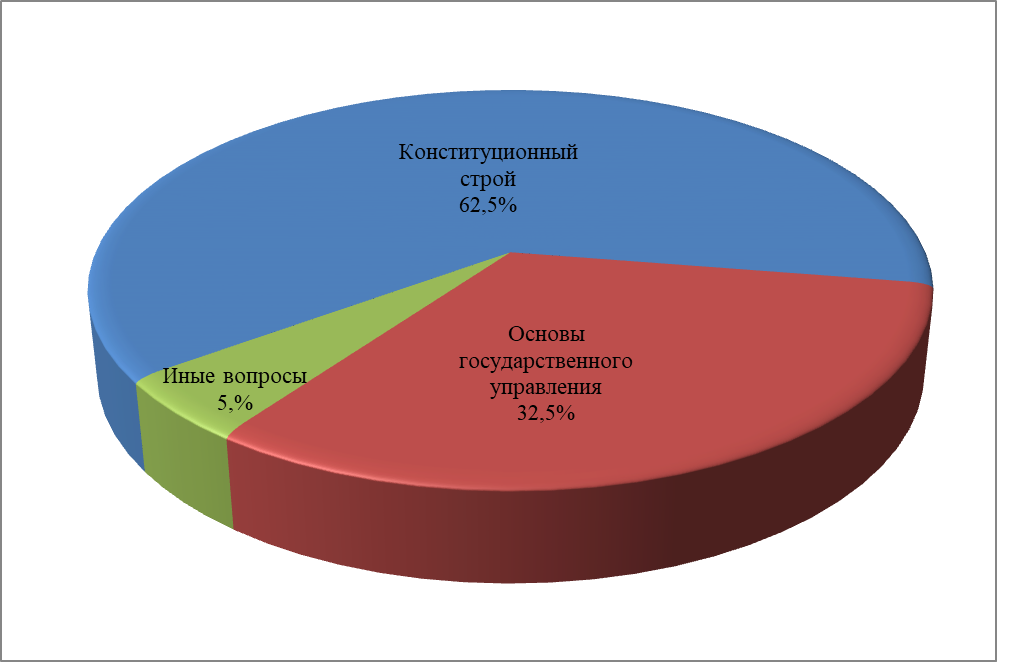 Конституционный
строй
62,5%
Основы
государственного
управления
32,5%
Иные вопросы
5,%